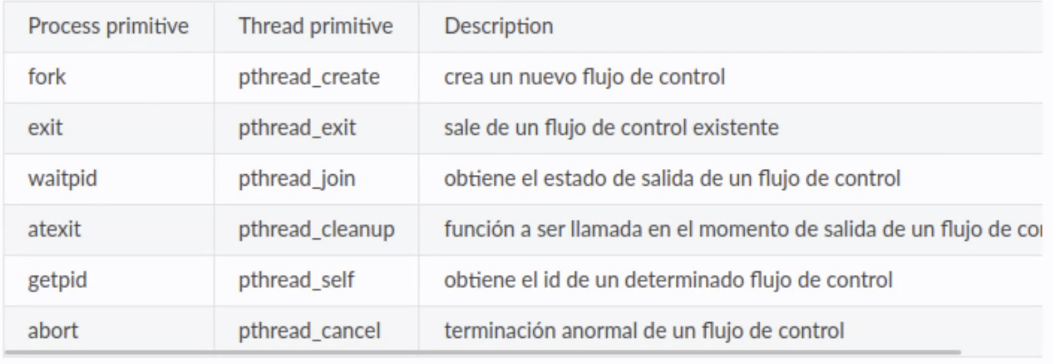 Process primitive Thread primitive Description
fork pthread_create crea un nuevo flujo de control
exit pthread_exit sale de un flujo de control existente
waitpid pthread_join obtiene el estado de salida de un flujo de control
atexit pthread_cleanup función a ser llamada en el momento de salida de un flujo de
getpid pthread_self obtiene el id de un determinado flujo de control
abort pthread_cancel terminación anormal de un flujo de control